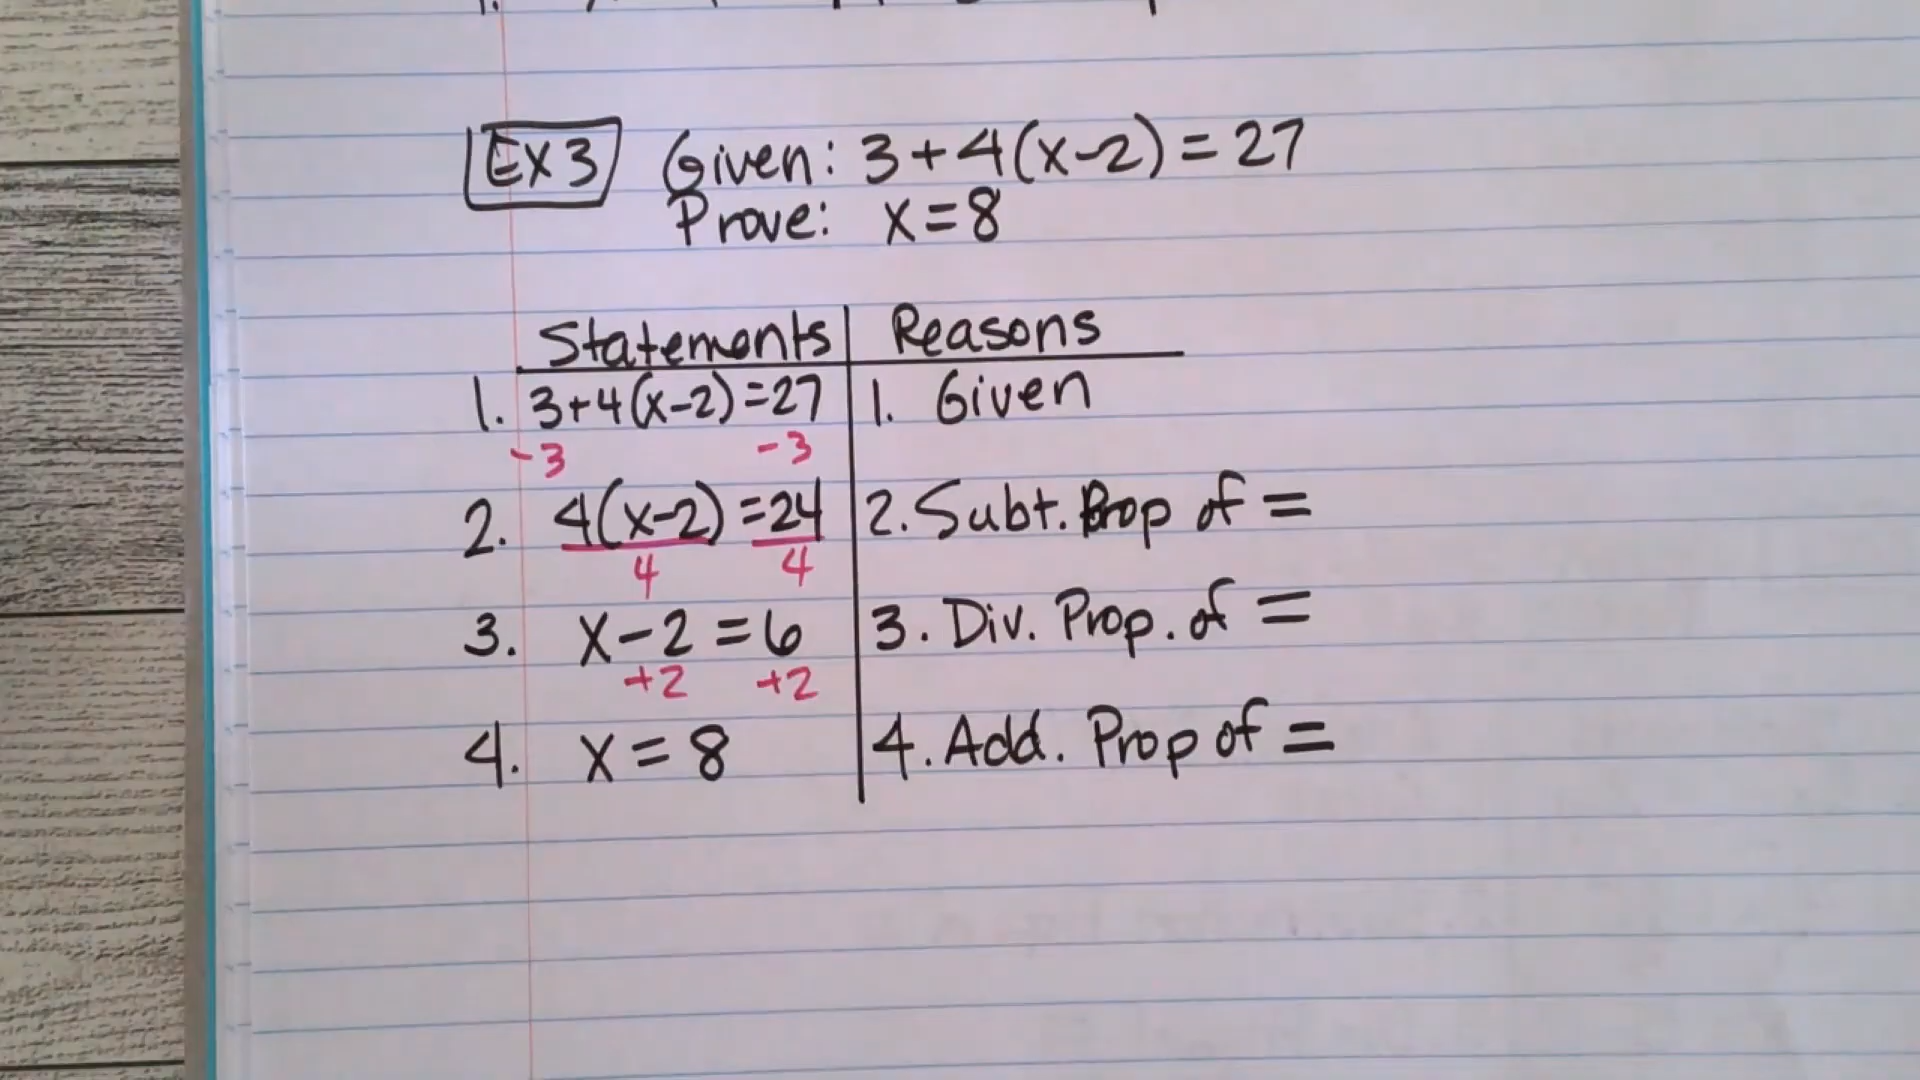 Ex 3 Given: 3+4(x-2)=27
Prove: x=8
Statements Reasons
1. 3+4(x-2)=27 1. Given
-3 -3
2. 4(x-2)=24 2. Subt. Prop of =
4 4
3. x-2=6 3. Div. Prop. of =
+2 +2
4. x=8 4. Add. Prop of =